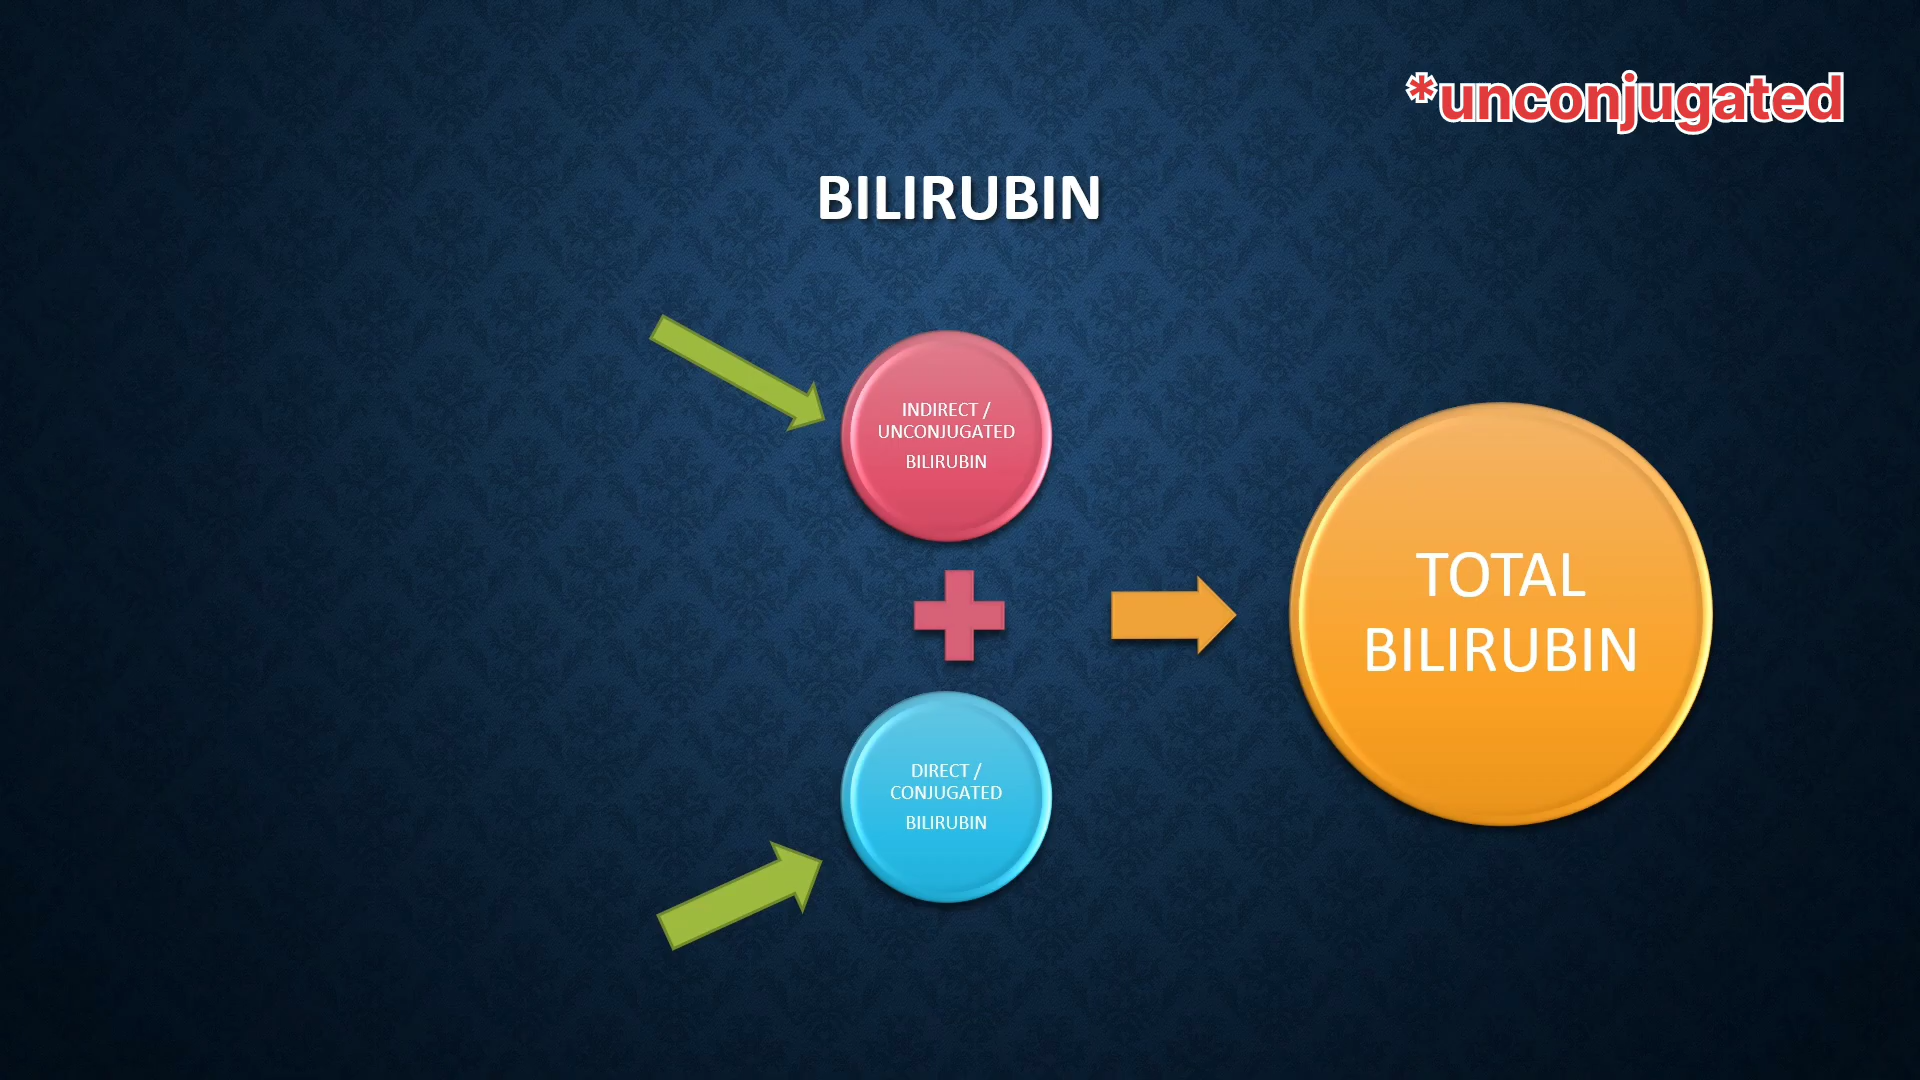 *unconjugated
BILIRUBIN
INDIRECT /
UNCONJUGATED
BILIRUBIN
DIRECT /
CONJUGATED
BILIRUBIN
TOTAL
BILIRUBIN